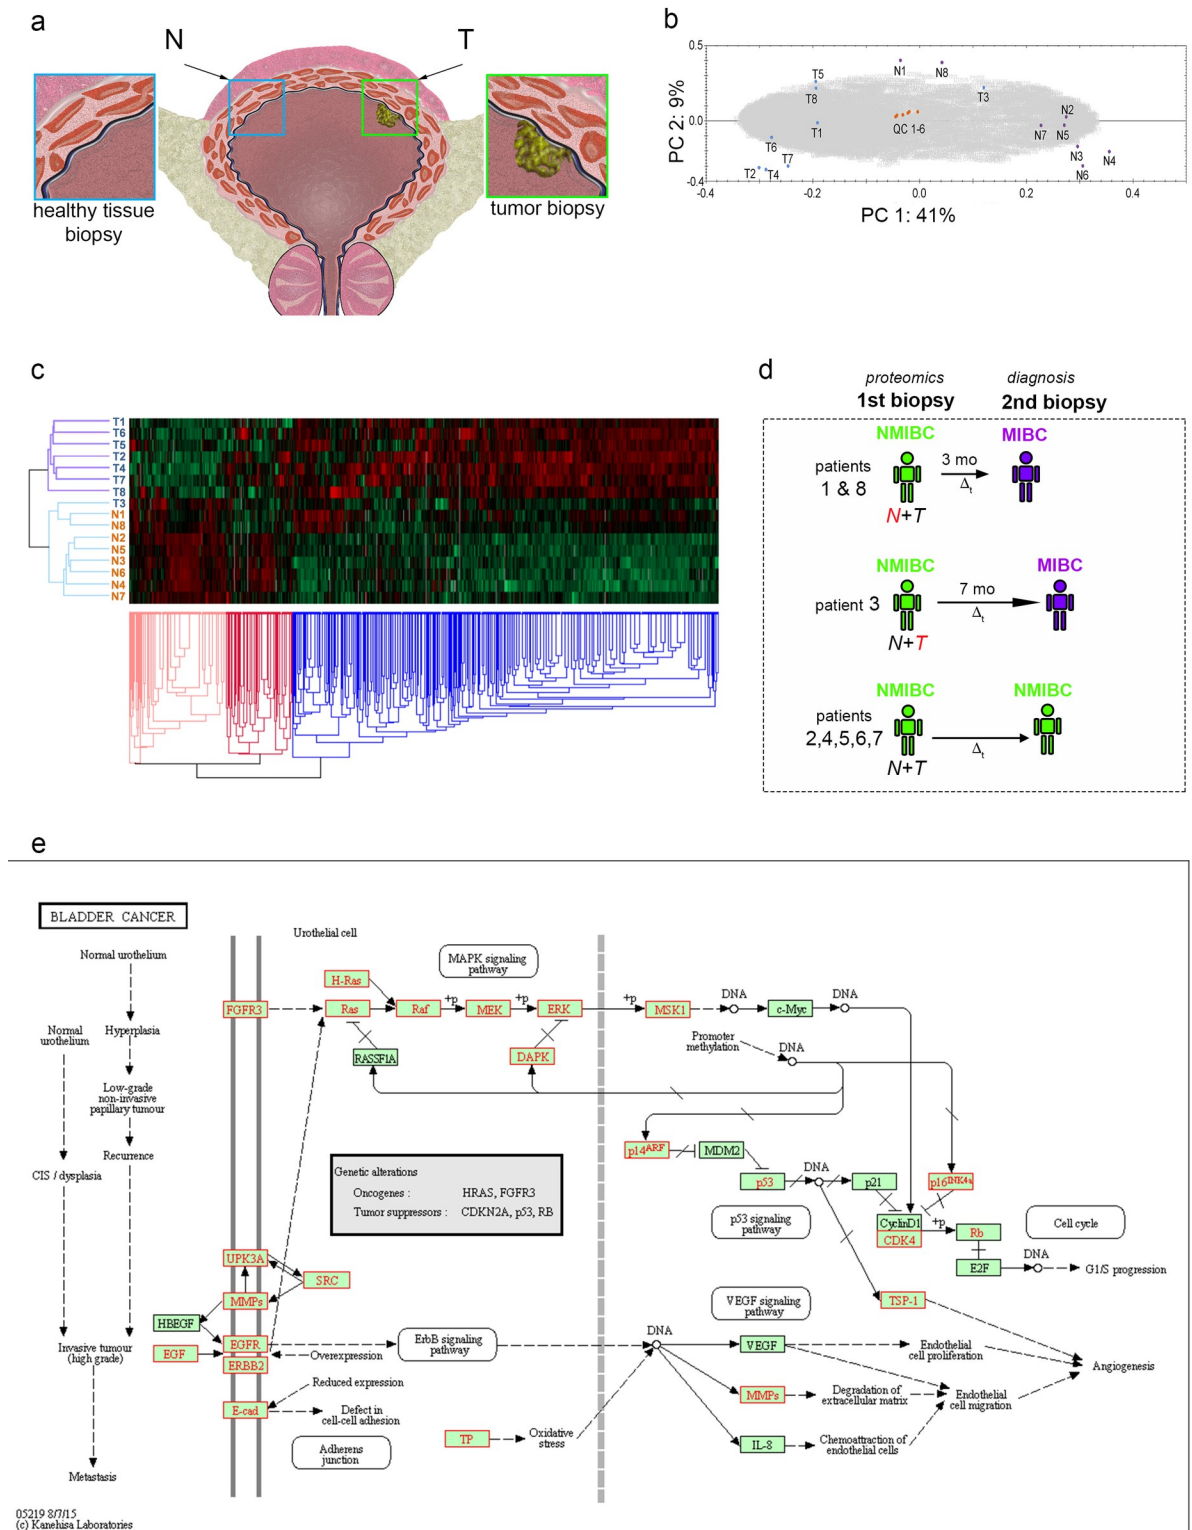 a
N
T
healthy tissue
biopsy
tumor biopsy
b
PC 2: 9%
0.5
0.0
-0.4
N1
N8
T5
T8
T3
N2
QC 1-6
T1
N7
N5
T6
T7
N3
N4
T2
T4
N6
-0.4
-0.2
0.0
0.2
0.4
PC 1: 41%
c
T1
T6
T5
T2
T4
T7
T8
T3
N1
N8
N2
N5
N3
N6
N4
N7
d
proteomics
diagnosis
1st biopsy
2nd biopsy
NMIBC
MIBC
patients
1 & 8
3 mo
Δt
N+T
NMIBC
MIBC
patient 3
7 mo
Δt
N+T
NMIBC
NMIBC
patients
2,4,5,6,7
Δt
N+T
e
BLADDER CANCER
Normal urothelium
Normal
urothelium
Hyperplasia
Low-grade
non-invasive
papillary tumour
Recurrence
CIS / dysplasia
Invasive tumour
(high grade)
Metastasis
Urothelial cell
MAPK signaling
pathway
H-Ras
FGFR3
Ras
Raf
+p
MEK
+p
ERK
+p
MSK1
DNA
c-Myc
DNA
RASSF1A
DAPK
Promoter
methylation
DNA
p14ARF
MDM2
p53
DNA
p21
p16INK4a
p53 signaling
pathway
CyclinD1
CDK4
+p
Rb
Cell cycle
E2F
DNA
G1/S progression
Genetic alterations
Oncogenes :
HRAS, FGFR3
Tumor suppressors :
CDKN2A, p53, RB
UPK3A
SRC
MMPs
HBEGF
EGFR
EGF
ERBB2
Overexpression
ErbB signaling
pathway
Reduced expression
E-cad
Defect in
cell-cell adhesion
Adherens
junction
TP
Oxidative
stress
VEGF signaling
pathway
TSP-1
DNA
VEGF
Endothelial
cell proliferation
Angiogenesis
MMPs
Degradation of
extracellular matrix
Endothelial
cell migration
IL-8
Chemoattraction of
endothelial cells
05219 8/7/15
(c) Kanehisa Laboratories